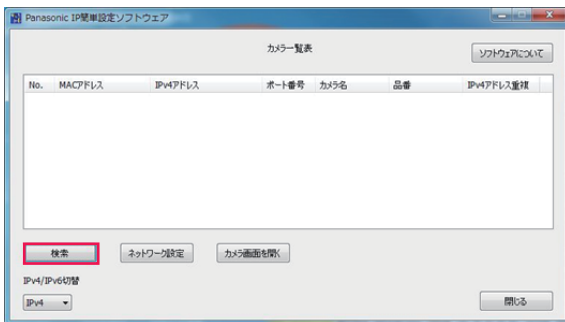 Panasonic IP簡単設定ソフトウェア
カメラ一覧表
ソフトウェアについて
No. MACアドレス IPv4アドレス ポート番号 カメラ名 品番 IPv4アドレス重複
検索 ネットワーク設定 カメラ画面を開く
IPv4/IPv6切替
IPv4
閉じる